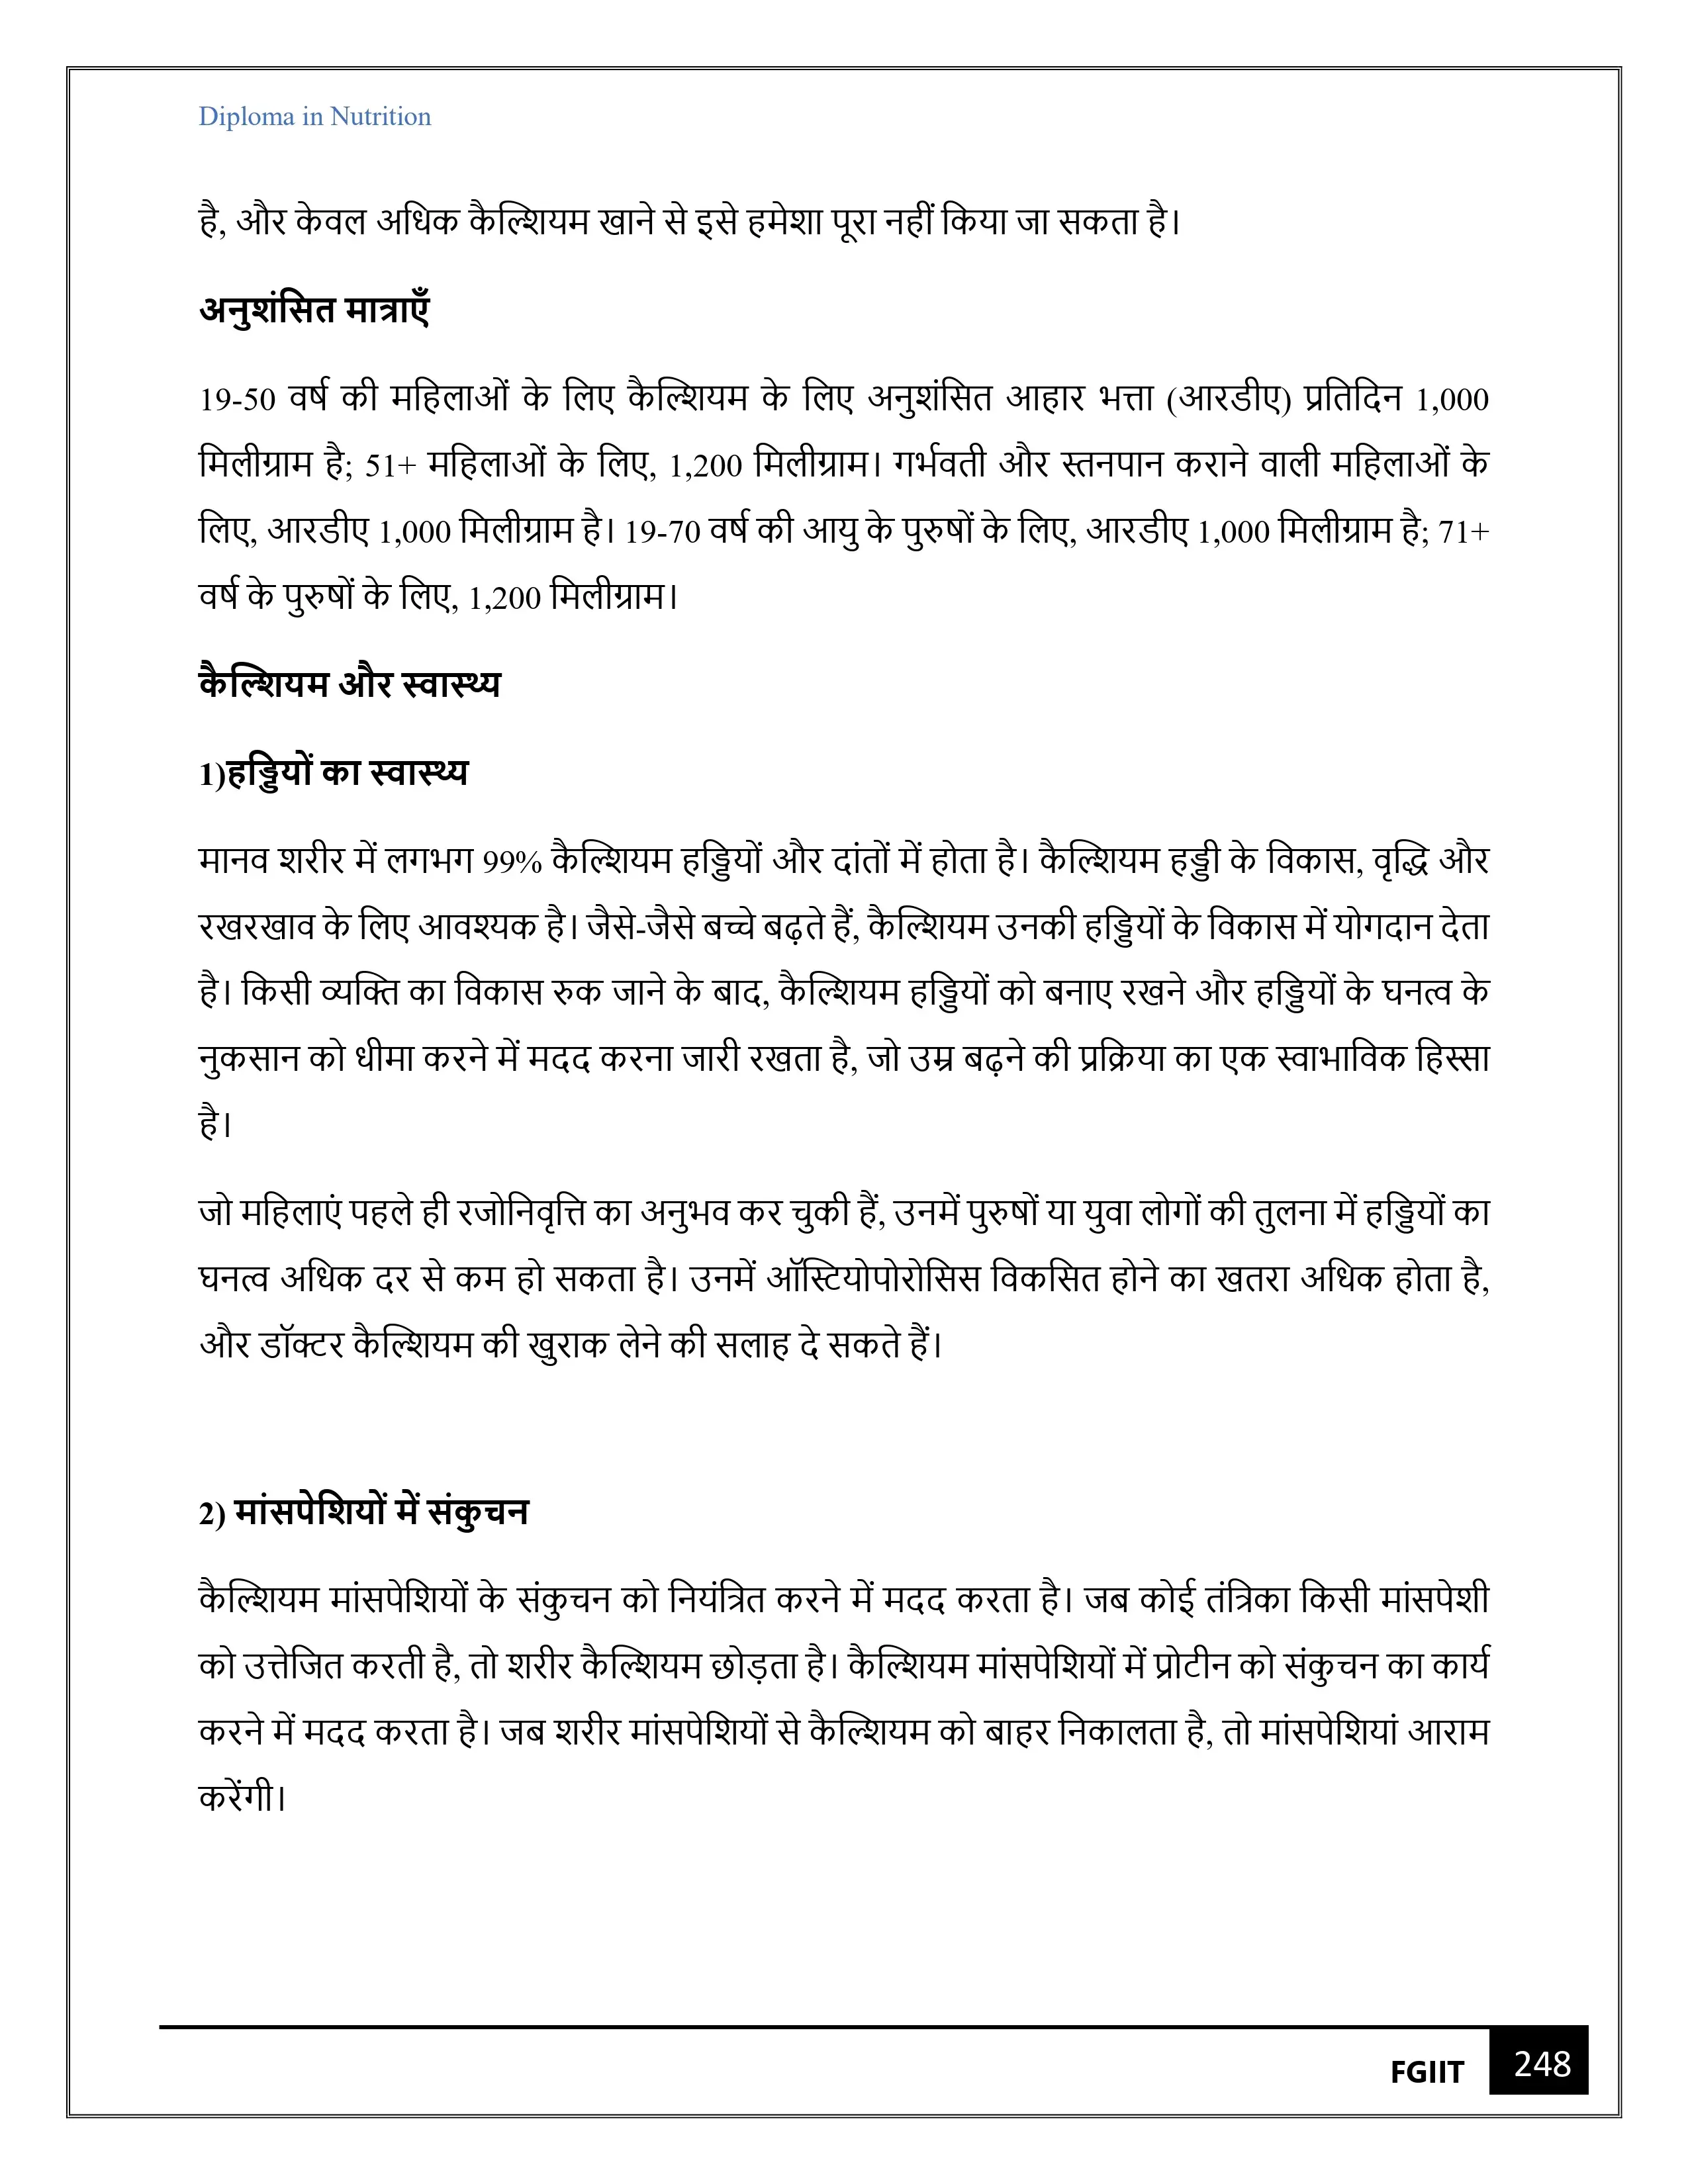 Diploma in Nutrition
है, और केवल अधिक कैल्शियम खाने से इसे हमेशा पूरा नहीं किया जा सकता है।
अनुशंसित मात्राएँ
19-50 वर्ष की महिलाओं के लिए कैल्शियम के लिए अनुशंसित आहार भत्ता (आरडीए) प्रतिदिन 1,000
मिलीग्राम है; 51+ महिलाओं के लिए, 1,200 मिलीग्राम। गर्भवती और स्तनपान कराने वाली महिलाओं के
लिए, आरडीए 1,000 मिलीग्राम है। 19-70 वर्ष की आयु के पुरुषों के लिए, आरडीए 1,000 मिलीग्राम है; 71+
वर्ष के पुरुषों के लिए, 1,200 मिलीग्राम।
कैल्शियम और स्वास्थ्य
1)हड्डियों का स्वास्थ्य
मानव शरीर में लगभग 99% कैल्शियम हड्डियों और दांतों में होता है। कैल्शियम हड्डी के विकास, वृद्धि और
रखरखाव के लिए आवश्यक है। जैसे-जैसे बच्चे बढ़ते हैं, कैल्शियम उनकी हड्डियों के विकास में योगदान देता
है। किसी व्यक्ति का विकास रुक जाने के बाद, कैल्शियम हड्डियों को बनाए रखने और हड्डियों के घनत्व के
नुकसान को धीमा करने में मदद करना जारी रखता है, जो उम्र बढ़ने की प्रक्रिया का एक स्वाभाविक हिस्सा
है।
जो महिलाएं पहले ही रजोनिवृत्ति का अनुभव कर चुकी हैं, उनमें पुरुषों या युवा लोगों की तुलना में हड्डियों का
घनत्व अधिक दर से कम हो सकता है। उनमें ऑस्टियोपोरोसिस विकसित होने का खतरा अधिक होता है,
और डॉक्टर कैल्शियम की खुराक लेने की सलाह दे सकते हैं।
2) मांसपेशियों में संकुचन
कैल्शियम मांसपेशियों के संकुचन को नियंत्रित करने में मदद करता है। जब कोई तंत्रिका किसी मांसपेशी
को उत्तेजित करती है, तो शरीर कैल्शियम छोड़ता है। कैल्शियम मांसपेशियों में प्रोटीन को संकुचन का कार्य
करने में मदद करता है। जब शरीर मांसपेशियों से कैल्शियम को बाहर निकालता है, तो मांसपेशियां आराम
करेंगी।
FGIIT 248